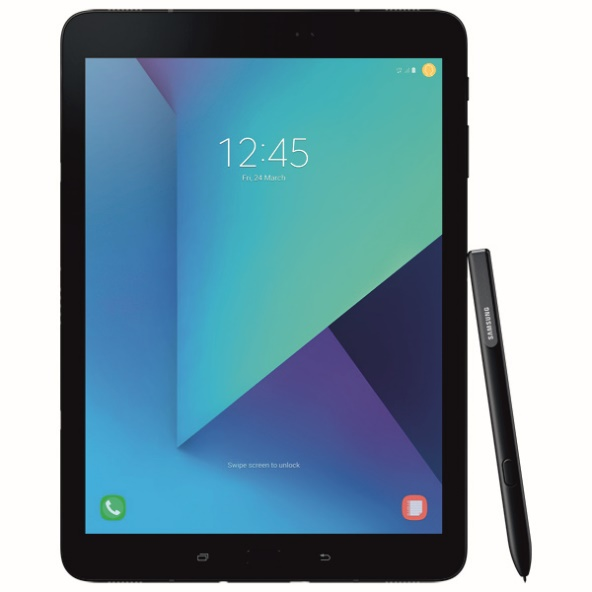 12:45
Fri, 24 March
SAMSUNG
Swipe screen to unlock